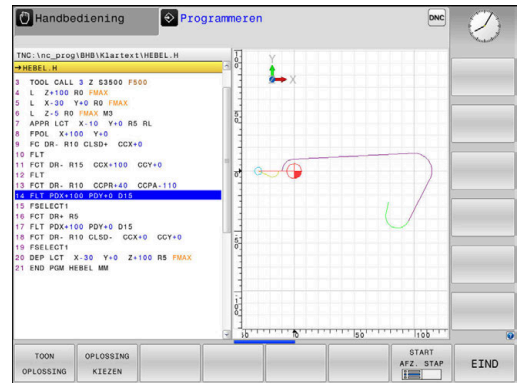 Handbediening
Programmeren
DNC
TNC:\nc_prog\BHB\Klartext\HEBEL.H
→HEBEL.H
3 TOOL CALL 3 Z S3500 F500
4 L Z+100 R0 FMAX
5 L X-30 Y+0 R0 FMAX
6 L Z-5 R0 FMAX M3
7 APPR LCT X-10 Y+0 R5 RL
8 FPOL X+100 Y+0
9 FC DR- R10 CLSD+ CCX+0
10 FLT
11 FCT DR- R15 CCX+100 CCY+0
12 FLT
13 FCT DR- R10 CCPR+40 CCPA-110
14 FLT PDX+100 PDY+0 D15
15 FSELECT1
16 FCT DR+ R5
17 FLT PDX+100 PDY+0 D15
18 FCT DR- R10 CLSD- CCX+0 CCY+0
19 FSELECT1
20 DEP LCT X-30 Y+0 Z+100 R5 FMAX
21 END PGM HEBEL MM
Y
X
0
50
100
TOON OPLOSSING
OPLOSSING KIEZEN
START AFZ. STAP
EIND